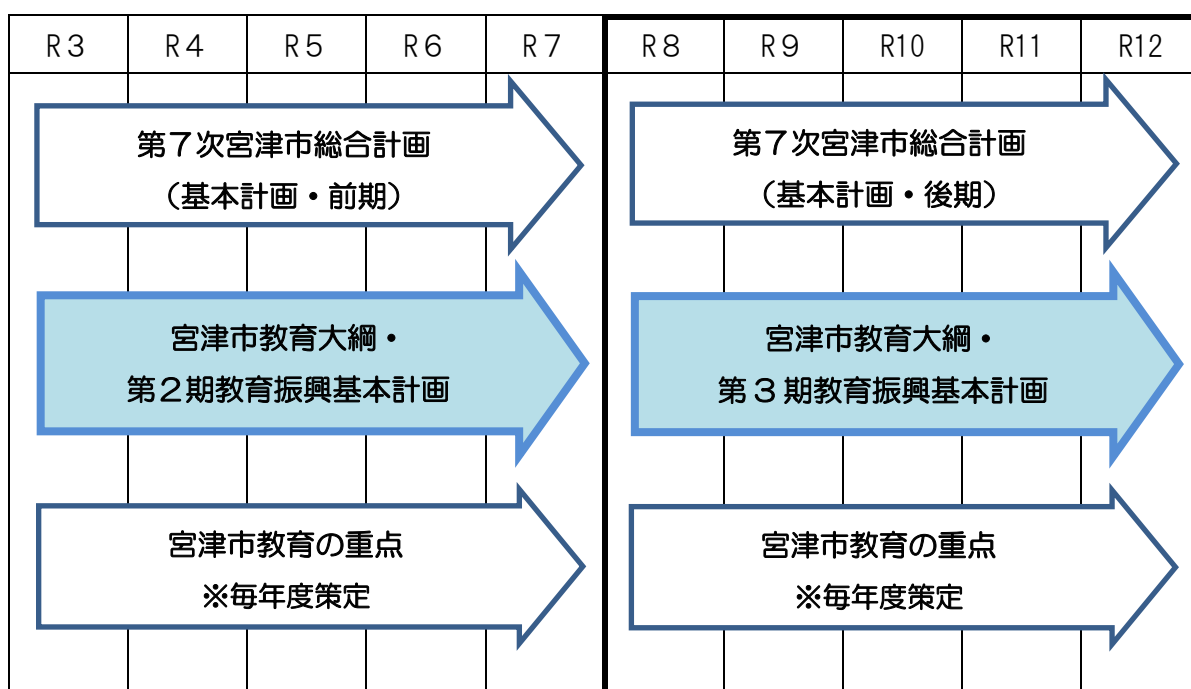 R3 R4 R5 R6 R7 R8 R9 R10 R11 R12
第7次宮津市総合計画
（基本計画・前期）
第7次宮津市総合計画
（基本計画・後期）
宮津市教育大綱・
第2期教育振興基本計画
宮津市教育大綱・
第3期教育振興基本計画
宮津市教育の重点
※毎年度策定
宮津市教育の重点
※毎年度策定